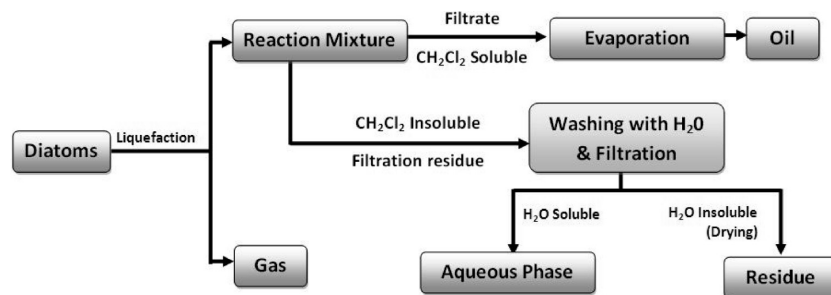 Filtrate
Reaction Mixture
Evaporation
Oil
CH₂Cl₂ Soluble
Liquefaction
Diatoms
CH₂Cl₂ Insoluble
Filtration residue
Washing with H₂0
& Filtration
H₂O Soluble
H₂O Insoluble
(Drying)
Gas
Aqueous Phase
Residue